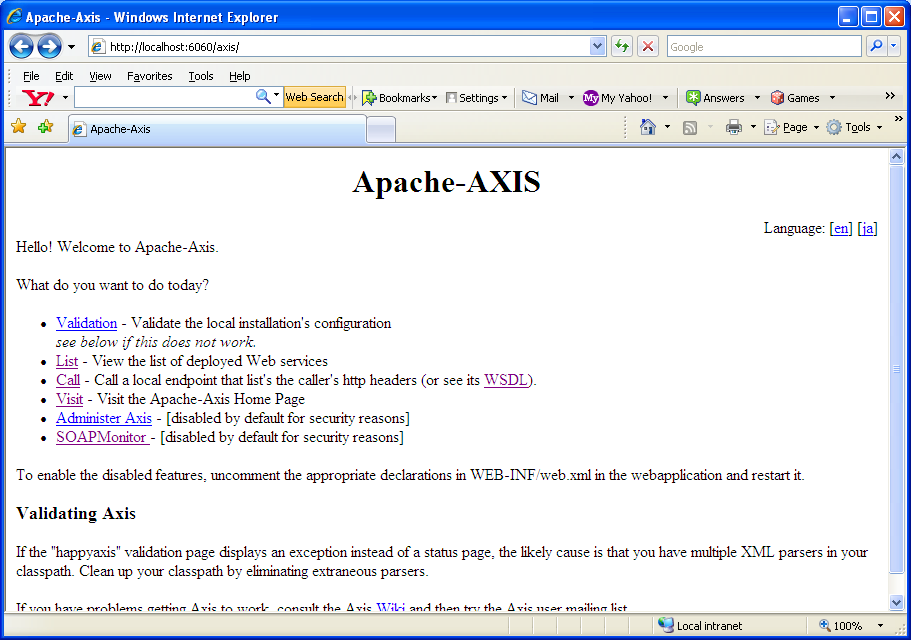 Apache-Axis - Windows Internet Explorer
http://localhost:6060/axis/
Google
File Edit View Favorites Tools Help
Y! Web Search Bookmarks Settings Mail My My Yahoo! Answers Games »
Apache-Axis Page Tools »
Apache-AXIS
Language: [en] [ja]
Hello! Welcome to Apache-Axis.
What do you want to do today?
• Validation - Validate the local installation's configuration
see below if this does not work.
• List - View the list of deployed Web services
• Call - Call a local endpoint that list's the caller's http headers (or see its WSDL).
• Visit - Visit the Apache-Axis Home Page
• Administer Axis - [disabled by default for security reasons]
• SOAPMonitor - [disabled by default for security reasons]
To enable the disabled features, uncomment the appropriate declarations in WEB-INF/web.xml in the webapplication and restart it.
Validating Axis
If the "happyaxis" validation page displays an exception instead of a status page, the likely cause is that you have multiple XML parsers in your
classpath. Clean up your classpath by eliminating extraneous parsers.
If you have problems getting Axis to work, consult the Axis Wiki and then try the Axis user mailing list.
Local intranet 100%